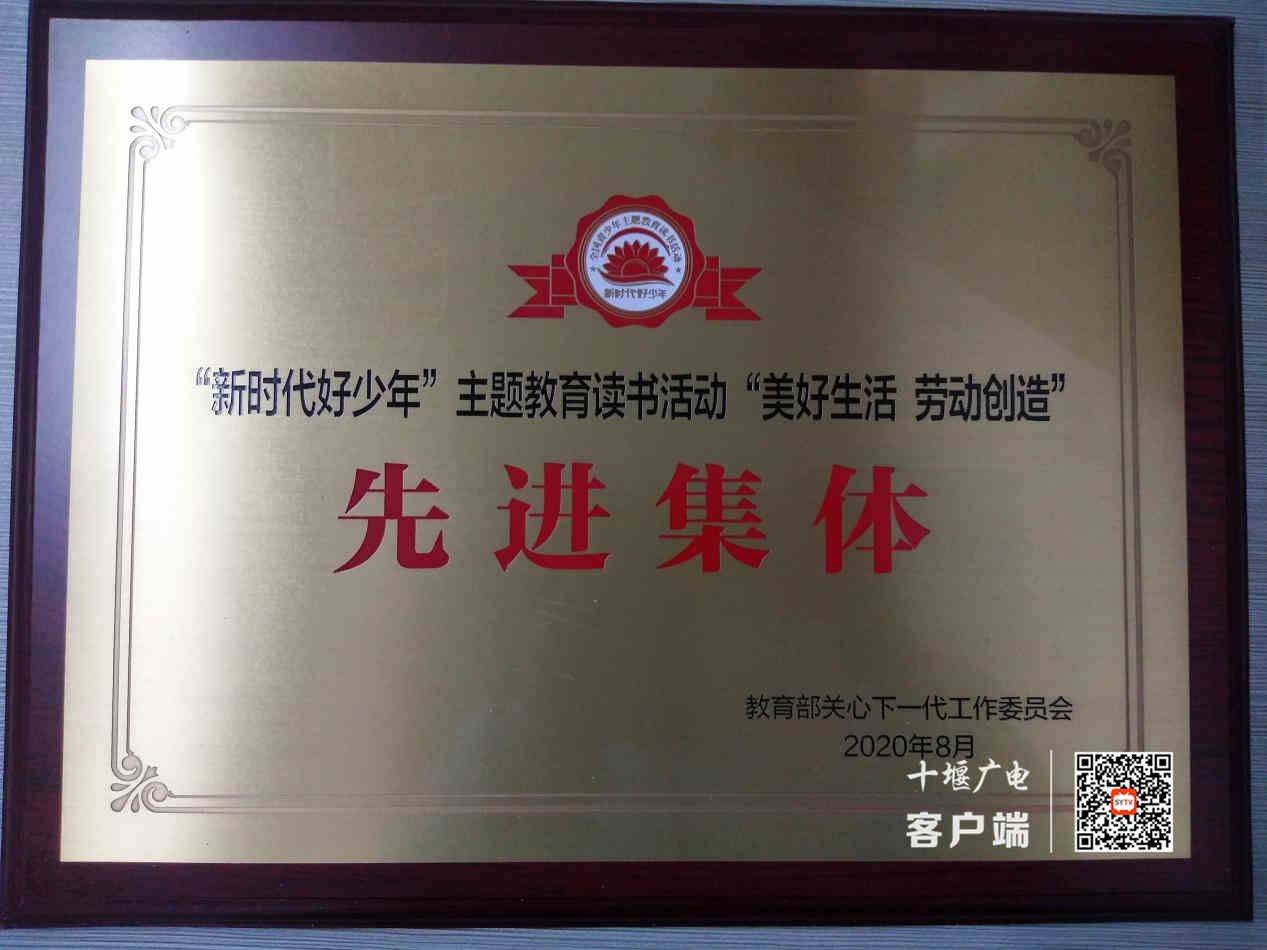 全国青少年主题教育读书活动
新时代好少年
“新时代好少年”主题教育读书活动“美好生活 劳动创造”
先进集体
教育部关心下一代工作委员会
2020年8月
十堰广电
客户端
SYTV